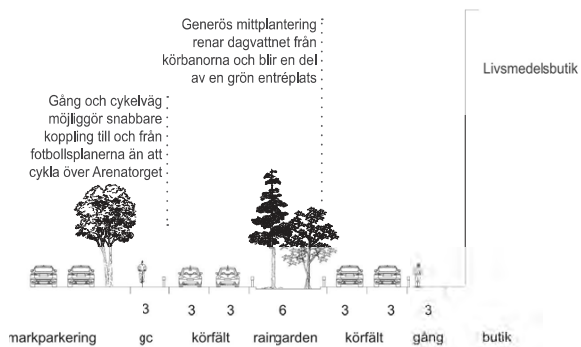 Generös mittplantering
renar dagvattnet från
körbanorna och blir en del
av en grön entréplats
Livsmedelsbutik
Gång och cykelväg
möjliggör snabbare
koppling till och från
fotbollsplanerna än att
cykla över Arenatorget
3 3 3 6 3 3 3
markparkering gc körfält raingarden körfält gång butik